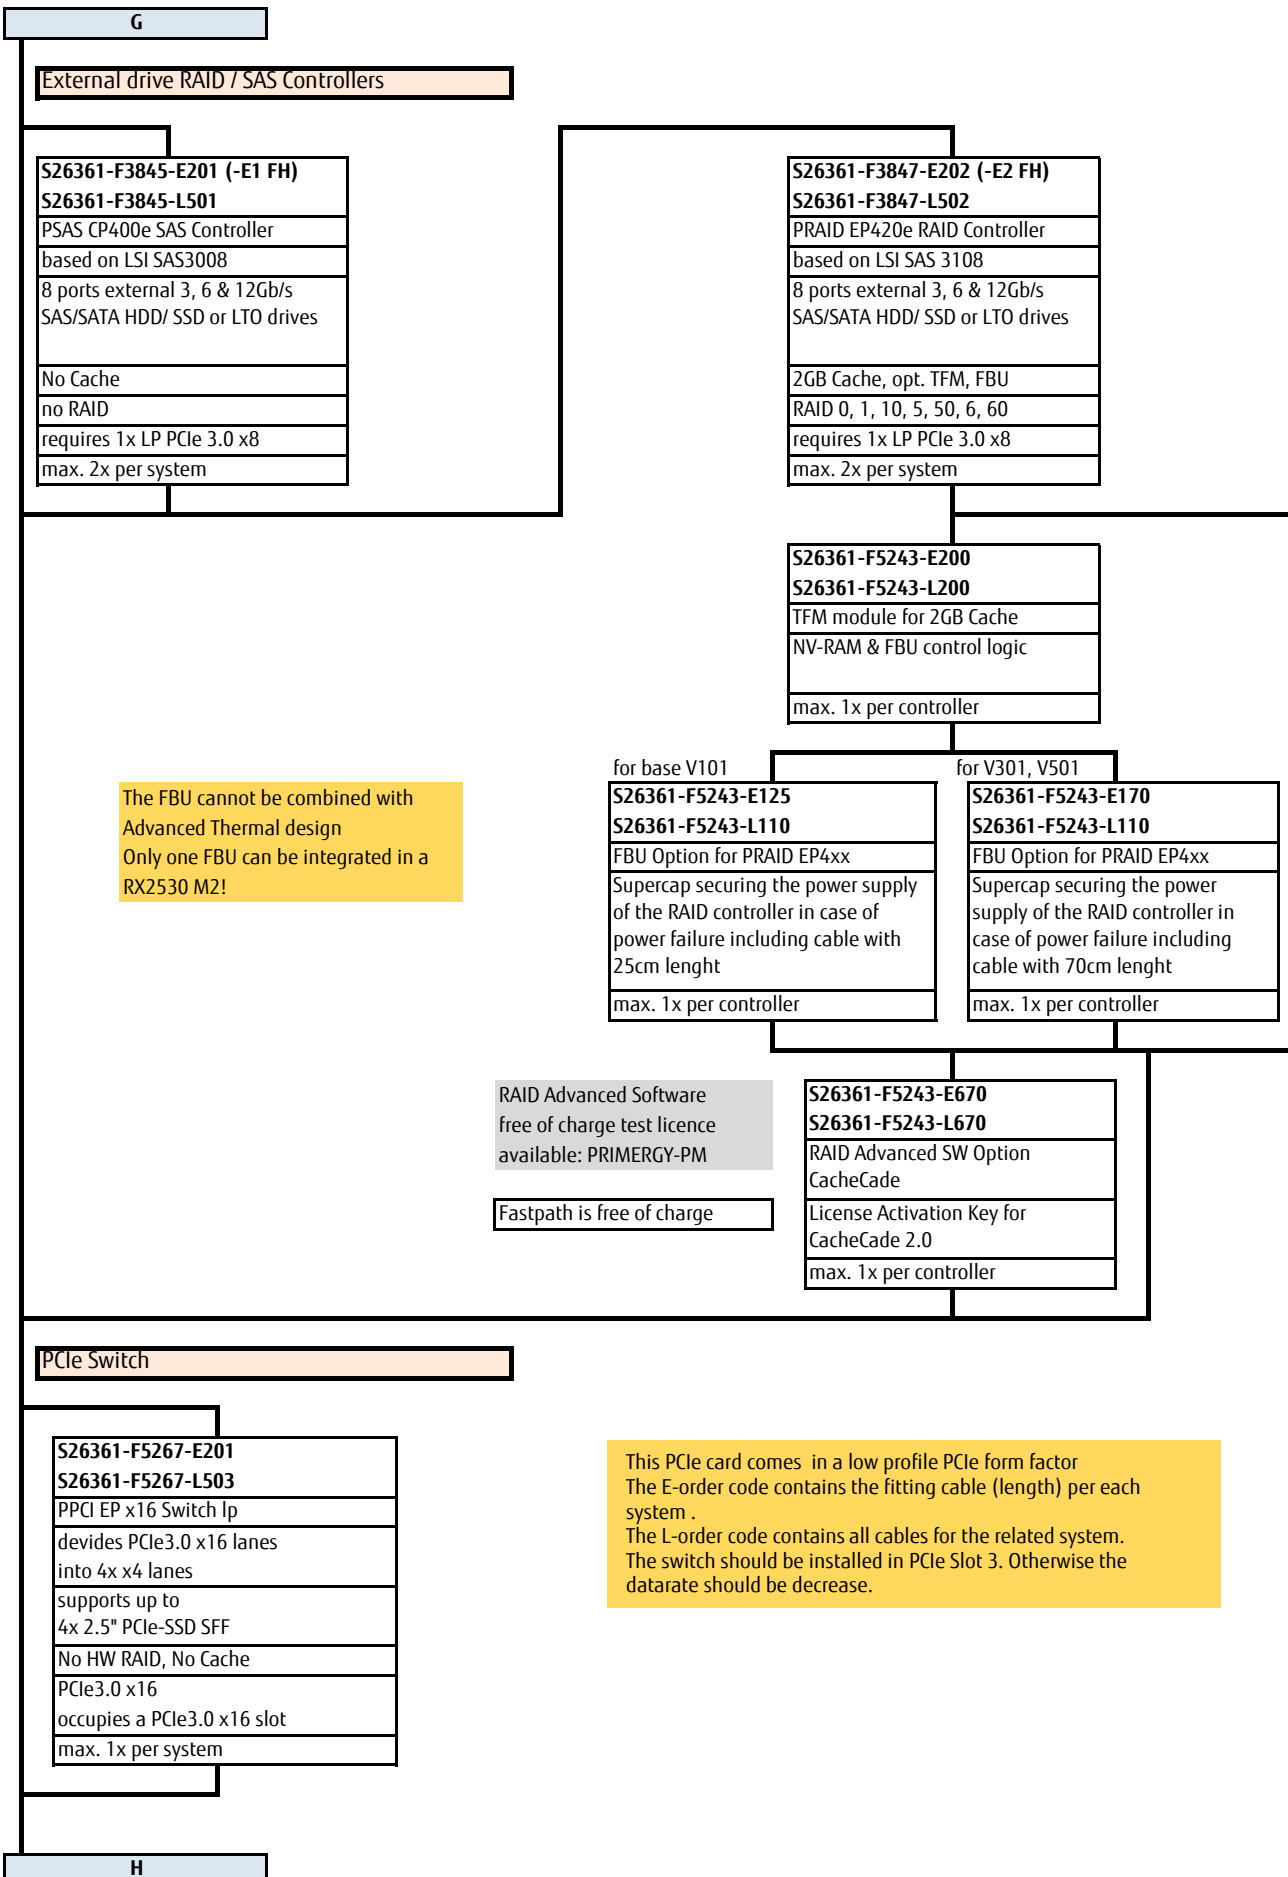 G
External drive RAID / SAS Controllers
S26361-F3845-E201 (-E1 FH)
S26361-F3845-L501
PSAS CP400e SAS Controller
based on LSI SAS3008
8 ports external 3, 6 & 12Gb/s
SAS/SATA HDD/ SSD or LTO drives
No Cache
no RAID
requires 1x LP PCIe 3.0 x8
max. 2x per system
S26361-F3847-E202 (-E2 FH)
S26361-F3847-L502
PRAID EP420e RAID Controller
based on LSI SAS 3108
8 ports external 3, 6 & 12Gb/s
SAS/SATA HDD/ SSD or LTO drives
2GB Cache, opt. TFM, FBU
RAID 0, 1, 10, 5, 50, 6, 60
requires 1x LP PCIe 3.0 x8
max. 2x per system
S26361-F5243-E200
S26361-F5243-L200
TFM module for 2GB Cache
NV-RAM & FBU control logic
max. 1x per controller
The FBU cannot be combined with
Advanced Thermal design
Only one FBU can be integrated in a
RX2530 M2!
for base V101
S26361-F5243-E125
S26361-F5243-L110
FBU Option for PRAID EP4xx
Supercap securing the power supply
of the RAID controller in case of
power failure including cable with
25cm lenght
max. 1x per controller
for V301, V501
S26361-F5243-E170
S26361-F5243-L110
FBU Option for PRAID EP4xx
Supercap securing the power
supply of the RAID controller in
case of power failure including
cable with 70cm lenght
max. 1x per controller
RAID Advanced Software
free of charge test licence
available: PRIMERGY-PM
Fastpath is free of charge
S26361-F5243-E670
S26361-F5243-L670
RAID Advanced SW Option
CacheCade
License Activation Key for
CacheCade 2.0
max. 1x per controller
PCIe Switch
S26361-F5267-E201
S26361-F5267-L503
PPCI EP x16 Switch lp
devides PCIe3.0 x16 lanes
into 4x x4 lanes
supports up to
4x 2.5" PCIe-SSD SFF
No HW RAID, No Cache
PCIe3.0 x16
occupies a PCIe3.0 x16 slot
max. 1x per system
This PCIe card comes  in a low profile PCIe form factor
The E-order code contains the fitting cable (length) per each
system .
The L-order code contains all cables for the related system.
The switch should be installed in PCIe Slot 3. Otherwise the
datarate should be decrease.
H